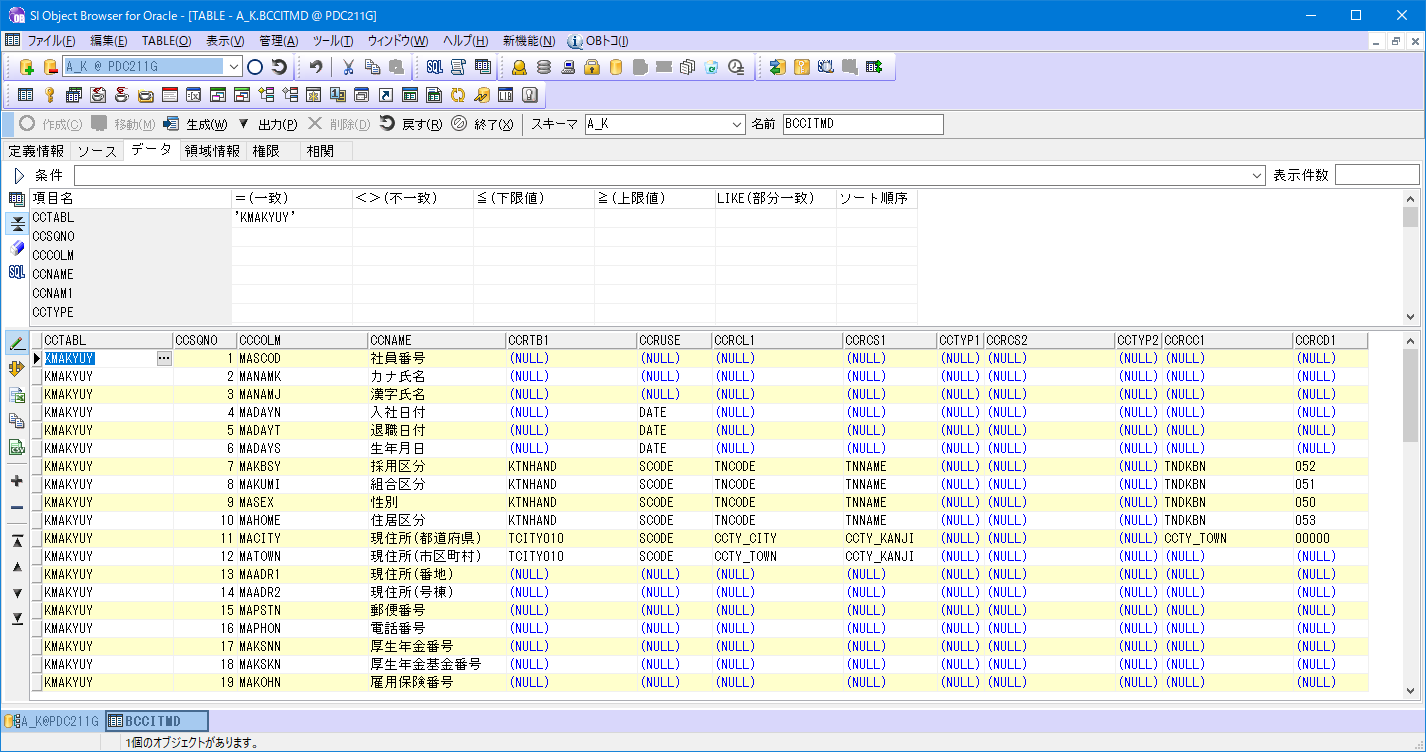 SI Object Browser for Oracle - [TABLE - A_K.BCCITMD @ PDC211G]
ファイル(F) 編集(E) TABLE(O) 表示(V) 管理(A) ツール(T) ウィンドウ(W) ヘルプ(H) 新機能(N) OBトコ(I)
A_K @ PDC211G SQL
作成(C) 移動(M) 生成(W) 出力(P) 削除(D) 戻す(R) 終了(X) スキーマ A_K 名前 BCCITMD
定義情報 ソース データ 領域情報 権限 相関
条件 表示件数
項目名 =(一致) <>(不一致) ≦(下限値) ≧(上限値) LIKE(部分一致) ソート順序
CCTABL 'KMAKYUY'
CCSQNO
CCCOLM
SQL CCNAME
CCNAM1
CCTYPE
CCTABL CCSQNO CCCOLM CCNAME CCRTB1 CCRUSE CCRCL1 CCRCS1 CCTYP1 CCRCS2 CCTYP2 CCRCC1 CCRCD1
KMAKYUY ... 1 MASCOD 社員番号 (NULL) (NULL) (NULL) (NULL) (NULL) (NULL) (NULL) (NULL) (NULL)
KMAKYUY 2 MANAMK カナ氏名 (NULL) (NULL) (NULL) (NULL) (NULL) (NULL) (NULL) (NULL) (NULL)
KMAKYUY 3 MANAMJ 漢字氏名 (NULL) (NULL) (NULL) (NULL) (NULL) (NULL) (NULL) (NULL) (NULL)
KMAKYUY 4 MADAYN 入社日付 (NULL) DATE (NULL) (NULL) (NULL) (NULL) (NULL) (NULL) (NULL)
KMAKYUY 5 MADAYT 退職日付 (NULL) DATE (NULL) (NULL) (NULL) (NULL) (NULL) (NULL) (NULL)
KMAKYUY 6 MADAYS 生年月日 (NULL) DATE (NULL) (NULL) (NULL) (NULL) (NULL) (NULL) (NULL)
KMAKYUY 7 MAKBSY 採用区分 KTNHAND SCODE TNCODE TNNAME (NULL) (NULL) (NULL) TNDKBN 052
KMAKYUY 8 MAKUMI 組合区分 KTNHAND SCODE TNCODE TNNAME (NULL) (NULL) (NULL) TNDKBN 051
KMAKYUY 9 MASEX 性別 KTNHAND SCODE TNCODE TNNAME (NULL) (NULL) (NULL) TNDKBN 050
KMAKYUY 10 MAHOME 住居区分 KTNHAND SCODE TNCODE TNNAME (NULL) (NULL) (NULL) TNDKBN 053
KMAKYUY 11 MACITY 現住所(都道府県) TCITY010 SCODE CCTY_CITY CCTY_KANJI (NULL) (NULL) (NULL) CCTY_TOWN 00000
KMAKYUY 12 MATOWN 現住所(市区町村) TCITY010 SCODE CCTY_TOWN CCTY_KANJI (NULL) (NULL) (NULL) (NULL) (NULL)
KMAKYUY 13 MAADR1 現住所(番地) (NULL) (NULL) (NULL) (NULL) (NULL) (NULL) (NULL) (NULL) (NULL)
KMAKYUY 14 MAADR2 現住所(号棟) (NULL) (NULL) (NULL) (NULL) (NULL) (NULL) (NULL) (NULL) (NULL)
KMAKYUY 15 MAPSTN 郵便番号 (NULL) (NULL) (NULL) (NULL) (NULL) (NULL) (NULL) (NULL) (NULL)
KMAKYUY 16 MAPHON 電話番号 (NULL) (NULL) (NULL) (NULL) (NULL) (NULL) (NULL) (NULL) (NULL)
KMAKYUY 17 MAKSNN 厚生年金番号 (NULL) (NULL) (NULL) (NULL) (NULL) (NULL) (NULL) (NULL) (NULL)
KMAKYUY 18 MAKSKN 厚生年金基金番号 (NULL) (NULL) (NULL) (NULL) (NULL) (NULL) (NULL) (NULL) (NULL)
KMAKYUY 19 MAKOHN 雇用保険番号 (NULL) (NULL) (NULL) (NULL) (NULL) (NULL) (NULL) (NULL) (NULL)
A_K@PDC211G BCCITMD
1個のオブジェクトがあります。